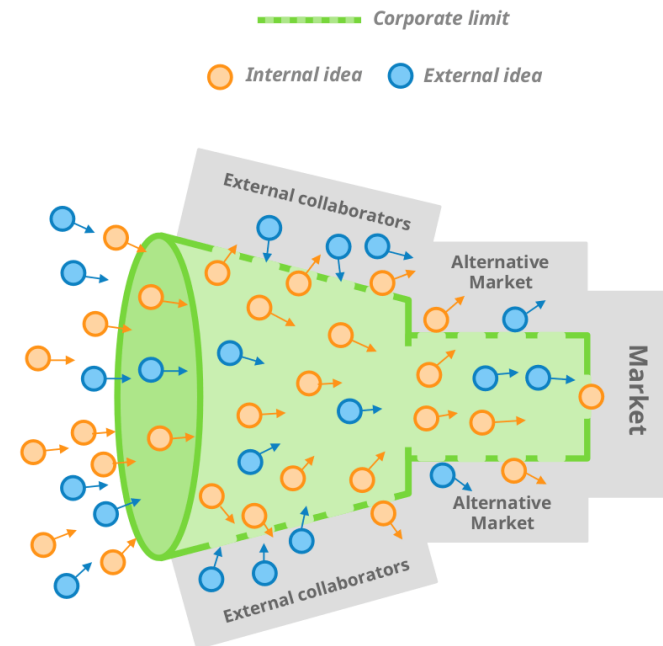 Corporate limit
Internal idea
External idea
External collaborators
Alternative
Market
Market
Alternative
Market
External collaborators